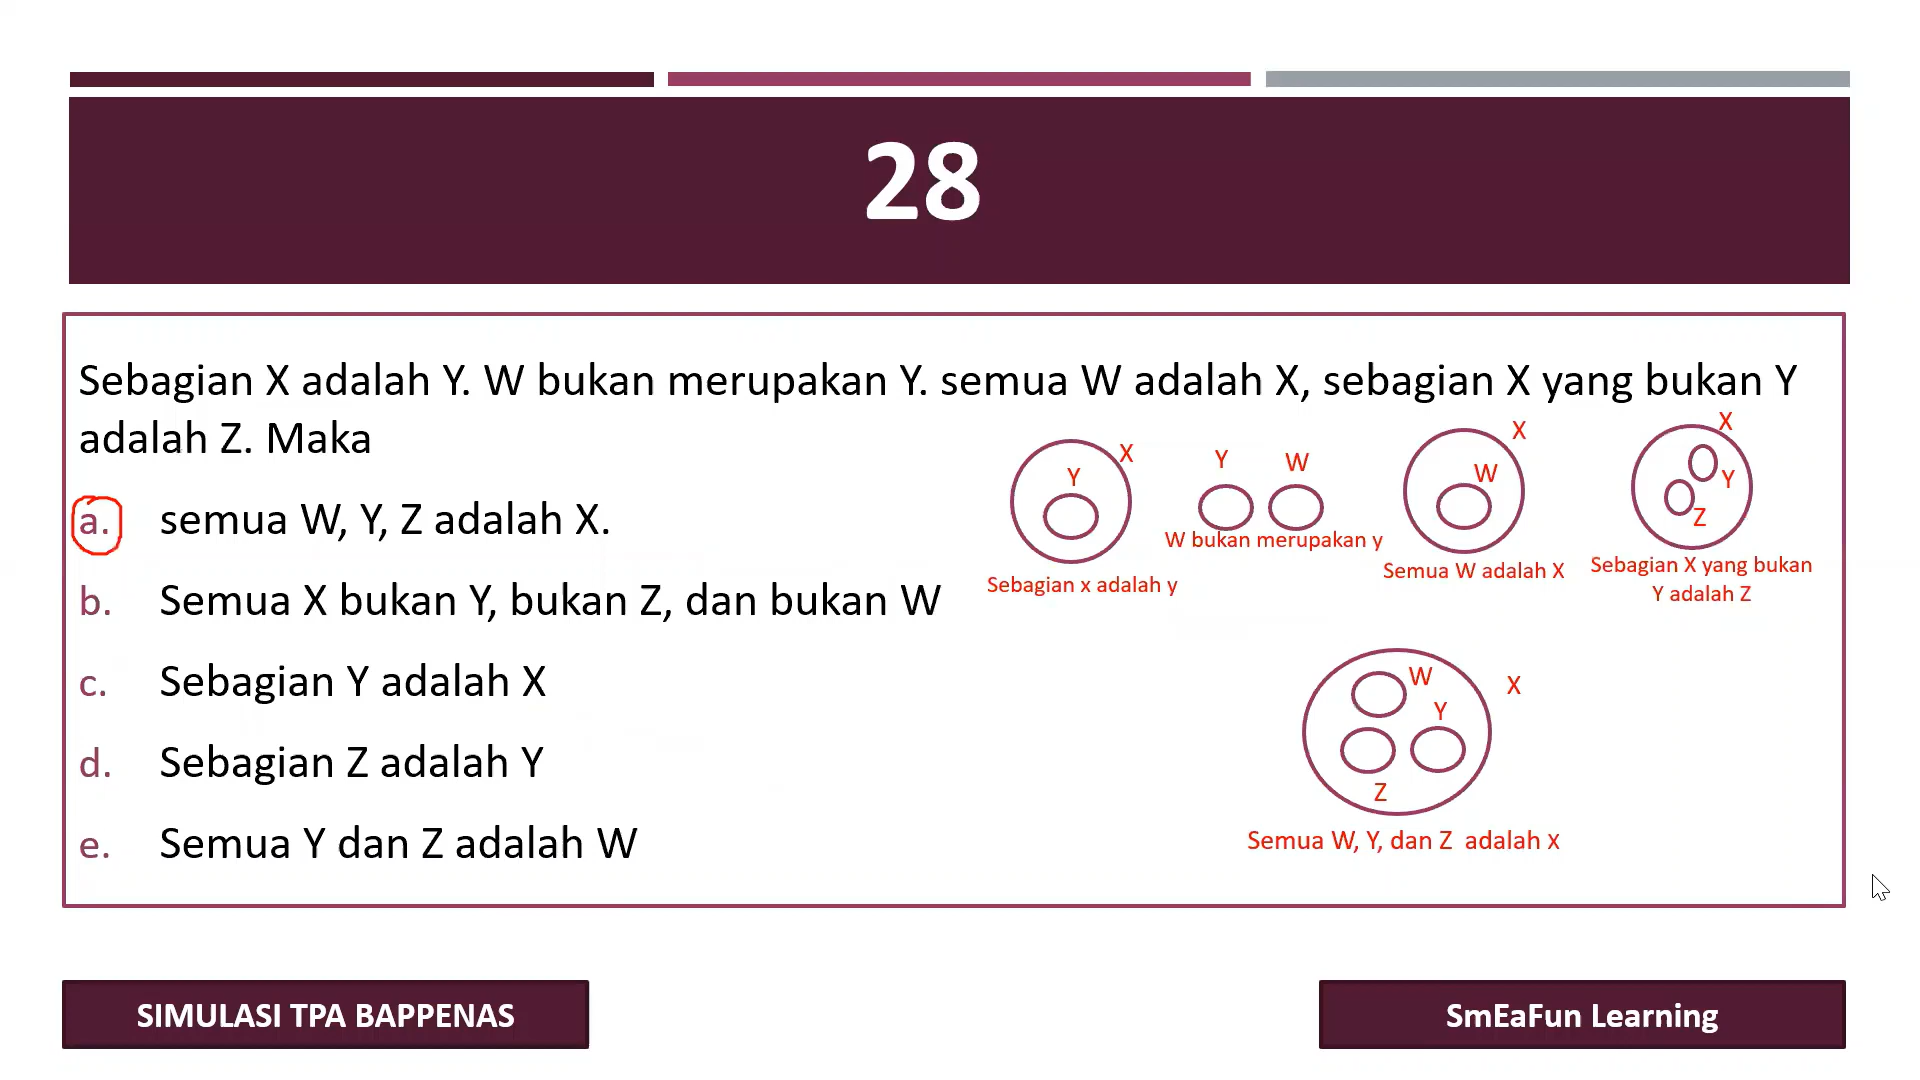 28
Sebagian X adalah Y. W bukan merupakan Y. semua W adalah X, sebagian X yang bukan Y
adalah Z. Maka
a. semua W, Y, Z adalah X.
b. Semua X bukan Y, bukan Z, dan bukan W
c. Sebagian Y adalah X
d. Sebagian Z adalah Y
e. Semua Y dan Z adalah W
X
Y
Sebagian x adalah y
Y W
W bukan merupakan y
X
W
Semua W adalah X
X
Y
Z
Sebagian X yang bukan
Y adalah Z
W
X
Y
Z
Semua W, Y, dan Z adalah X
SIMULASI TPA BAPPENAS
SmEaFun Learning